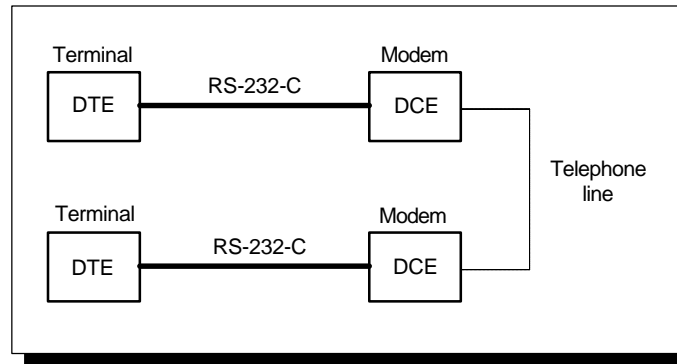 Terminal
Modem
RS-232-C
DTE
DCE
Telephone
line
Terminal
Modem
RS-232-C
DTE
DCE